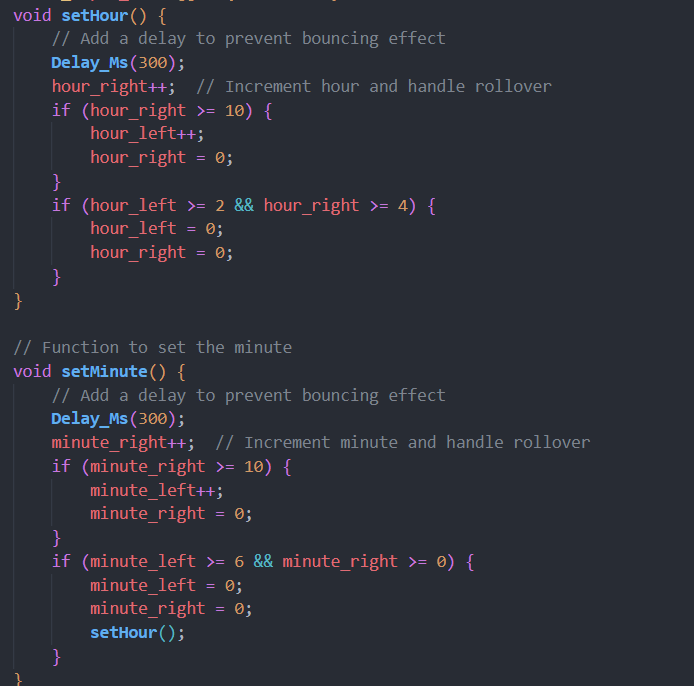 void setHour() {
    // Add a delay to prevent bouncing effect
    Delay_Ms(300);
    hour_right++;  // Increment hour and handle rollover
    if (hour_right >= 10) {
        hour_left++;
        hour_right = 0;
    }
    if (hour_left >= 2 && hour_right >= 4) {
        hour_left = 0;
        hour_right = 0;
    }
}

// Function to set the minute
void setMinute() {
    // Add a delay to prevent bouncing effect
    Delay_Ms(300);
    minute_right++;  // Increment minute and handle rollover
    if (minute_right >= 10) {
        minute_left++;
        minute_right = 0;
    }
    if (minute_left >= 6 && minute_right >= 0) {
        minute_left = 0;
        minute_right = 0;
        setHour();
    }
}